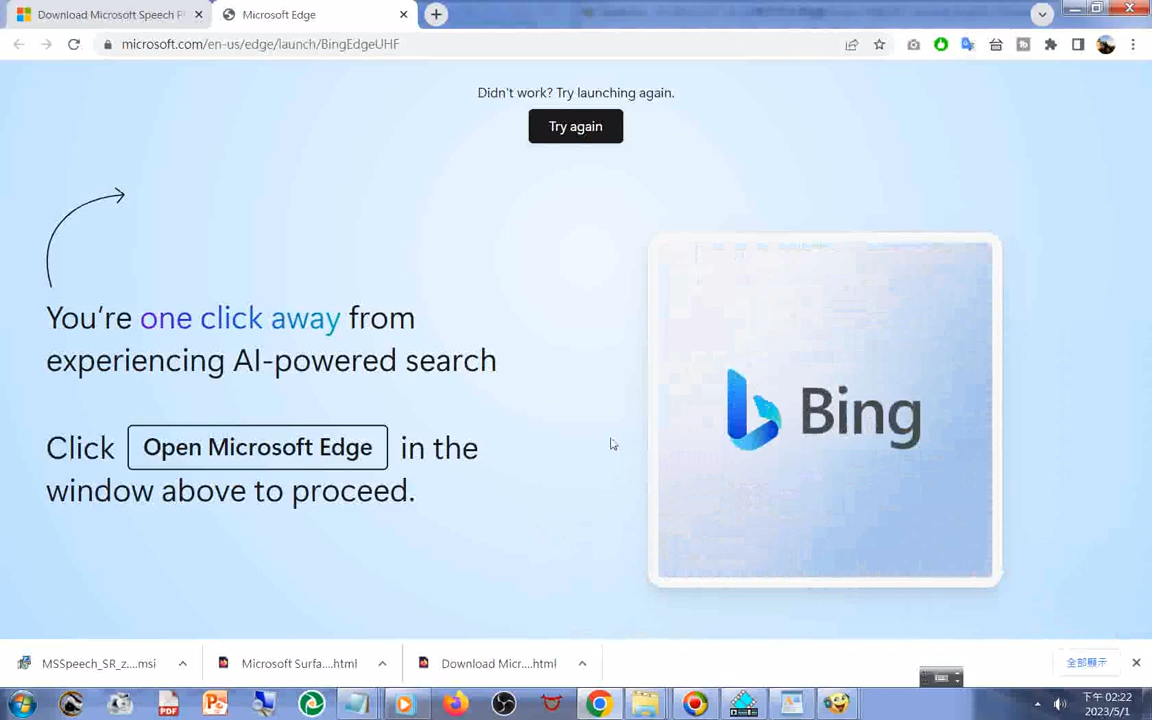 Download Microsoft Speech P
Microsoft Edge
microsoft.com/en-us/edge/launch/BingEdgeUHF
Didn't work? Try launching again.
Try again
You're one click away from
experiencing AI-powered search
Bing
Click Open Microsoft Edge in the
window above to proceed.
MSSpeech_SR_z....msi
Microsoft Surfa....html
Download Micr....html
全部顯示
PDF
下午 02:22
2023/5/1